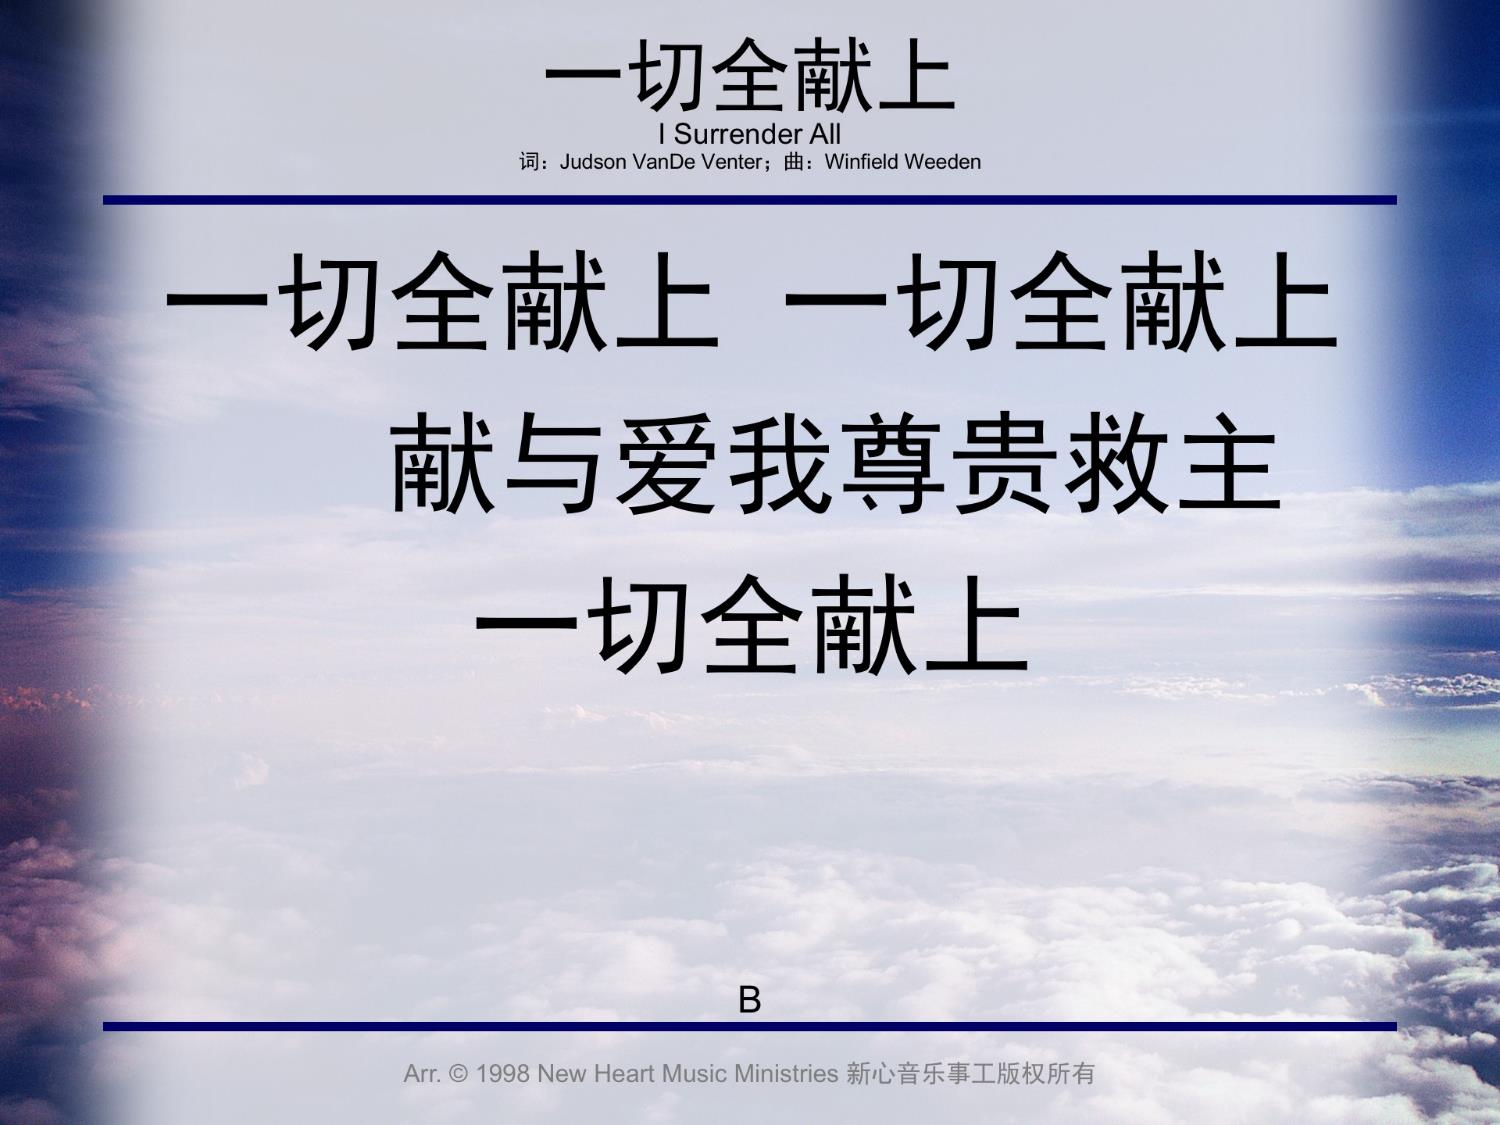 一切全献上
I Surrender All
词：Judson VanDe Venter；曲：Winfield Weeden
一切全献上 一切全献上
献与爱我尊贵救主
一切全献上
B
Arr. © 1998 New Heart Music Ministries 新心音乐事工版权所有